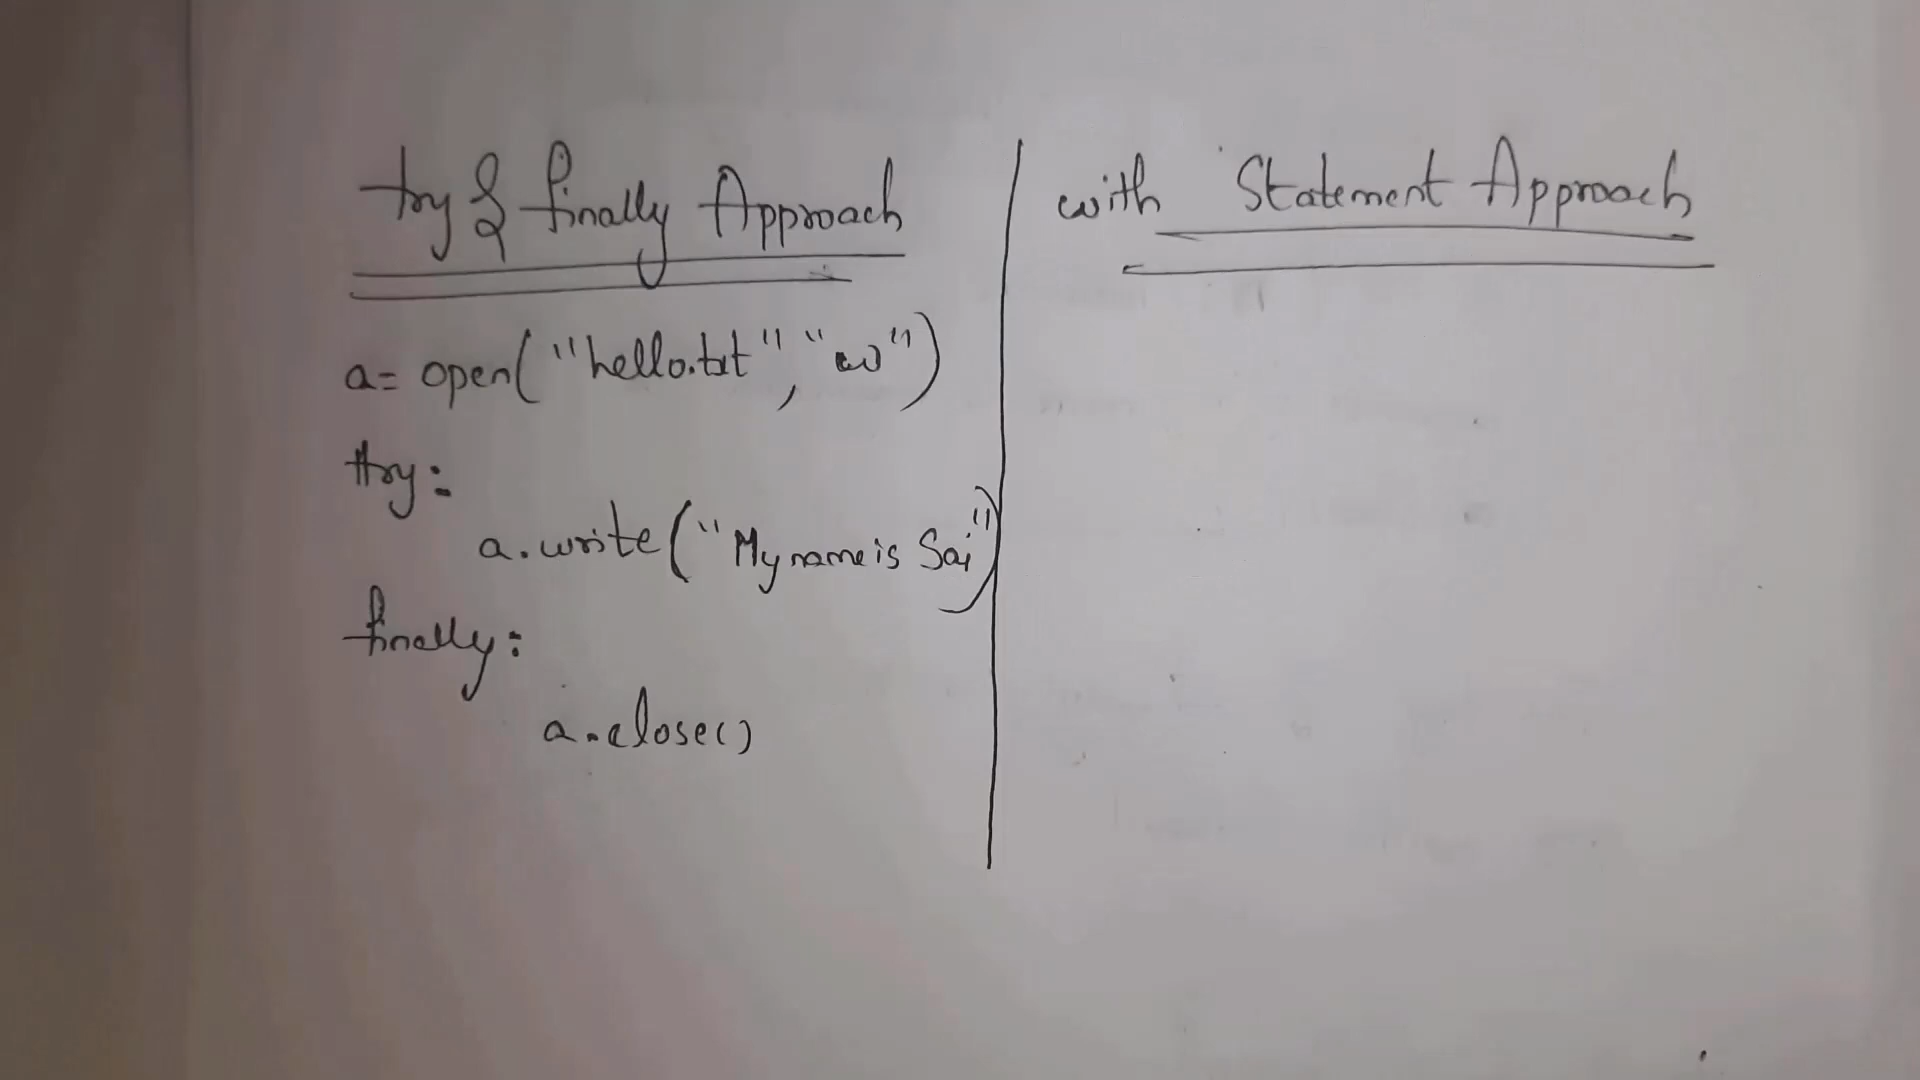 try & finally Approach
a= open("hello.txt", "w")
try:
a.write("My name is Sai")
finally:
a.close()
with Statement Approach